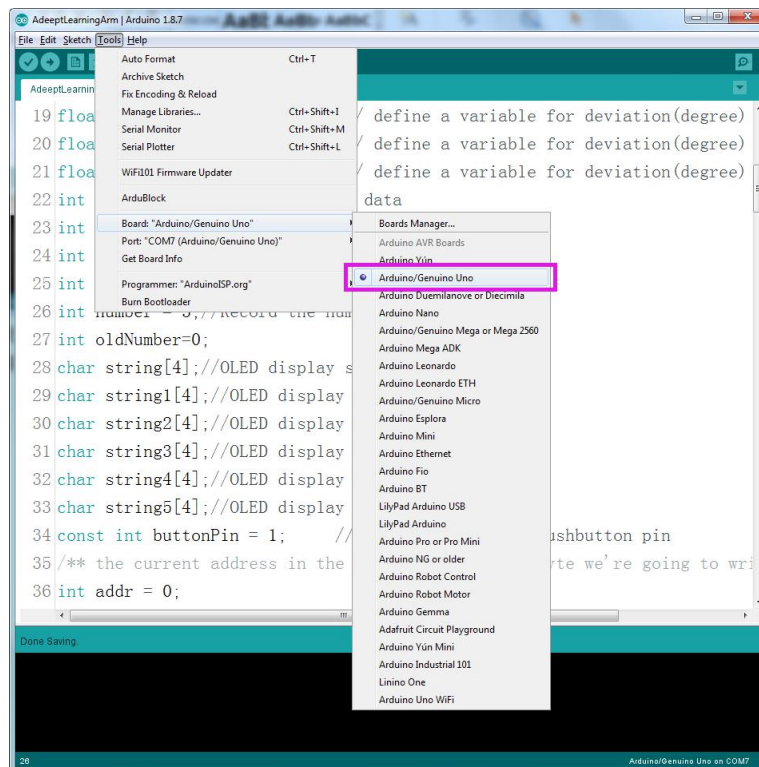 AdeeptLearningArm | Arduino 1.8.7
File Edit Sketch Tools Help
AdeeptLearnin
Auto Format Ctrl+T
Archive Sketch
Fix Encoding & Reload
Manage Libraries... Ctrl+Shift+I
Serial Monitor Ctrl+Shift+M
Serial Plotter Ctrl+Shift+L
WiFi101 Firmware Updater
ArduBlock
Board: "Arduino/Genuino Uno"
Port: "COM7 (Arduino/Genuino Uno)"
Get Board Info
Programmer: "ArduinoISP.org"
Burn Bootloader
Boards Manager...
Arduino AVR Boards
Arduino Yún
Arduino/Genuino Uno
Arduino Duemilanove or Diecimila
Arduino Nano
Arduino/Genuino Mega or Mega 2560
Arduino Mega ADK
Arduino Leonardo
Arduino Leonardo ETH
Arduino/Genuino Micro
Arduino Esplora
Arduino Mini
Arduino Ethernet
Arduino Fio
Arduino BT
LilyPad Arduino USB
LilyPad Arduino
Arduino Pro or Pro Mini
Arduino NG or older
Arduino Robot Control
Arduino Robot Motor
Arduino Gemma
Adafruit Circuit Playground
Arduino Yún Mini
Arduino Industrial 101
Linino One
Arduino Uno WiFi
19 floa / define a variable for deviation(degree)
20 floa / define a variable for deviation(degree)
21 floa / define a variable for deviation(degree)
22 int data
23 int
24 int
25 int
26 int number = 5;//Record the num
27 int oldNumber=0;
28 char string[4];//OLED display s
29 char string1[4];//OLED display
30 char string2[4];//OLED display
31 char string3[4];//OLED display
32 char string4[4];//OLED display
33 char string5[4];//OLED display
34 const int buttonPin = 1; // ushbutton pin
35 /** the current address in the yte we're going to wri
36 int addr = 0;
Done Saving.
26 Arduino/Genuino Uno on COM7